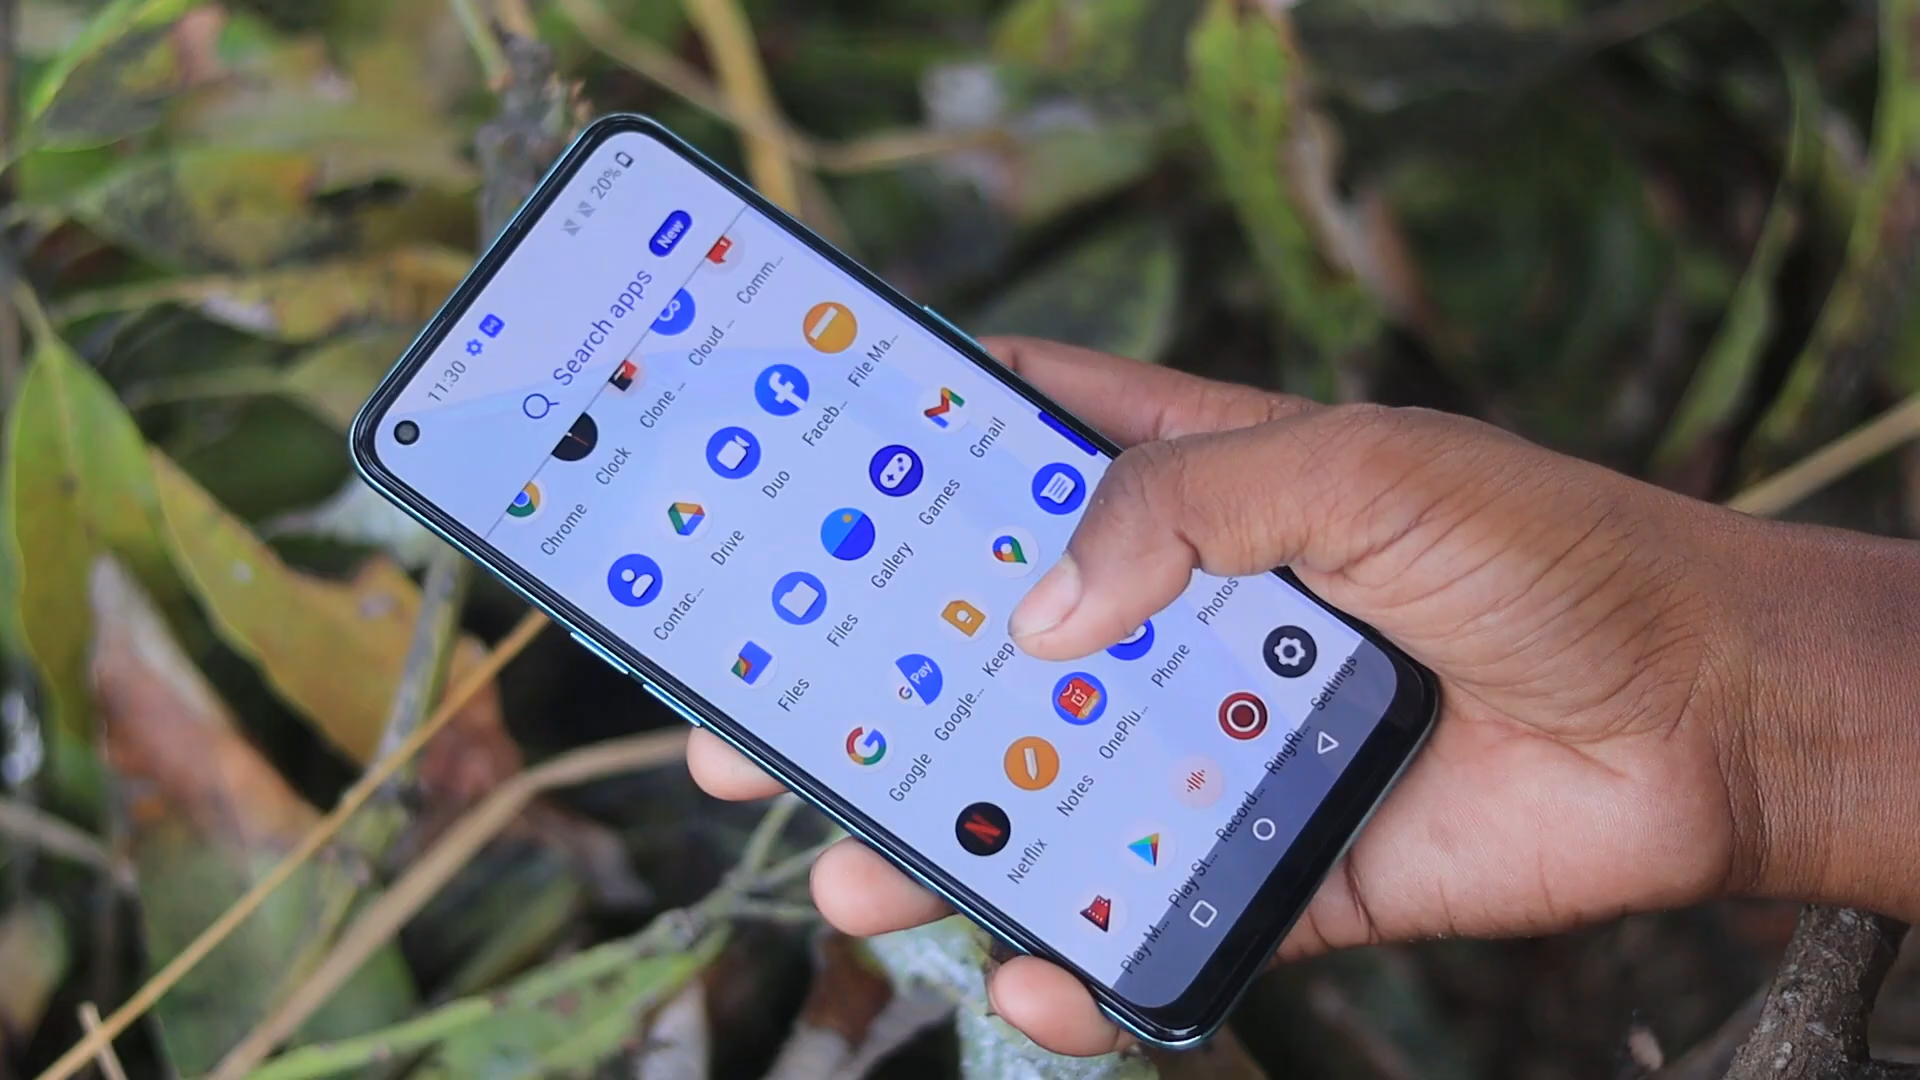 11:30 20%
Search apps New
Chrome Clock Clone ... Cloud ... Comm...
Contac... Drive Duo Faceb... File Ma...
Files Files Gallery Games Gmail
G Pay
Google Google... Keep
Netflix Notes OnePlu... Phone Photos
Play M... Play St... Record... RingRi... Settings